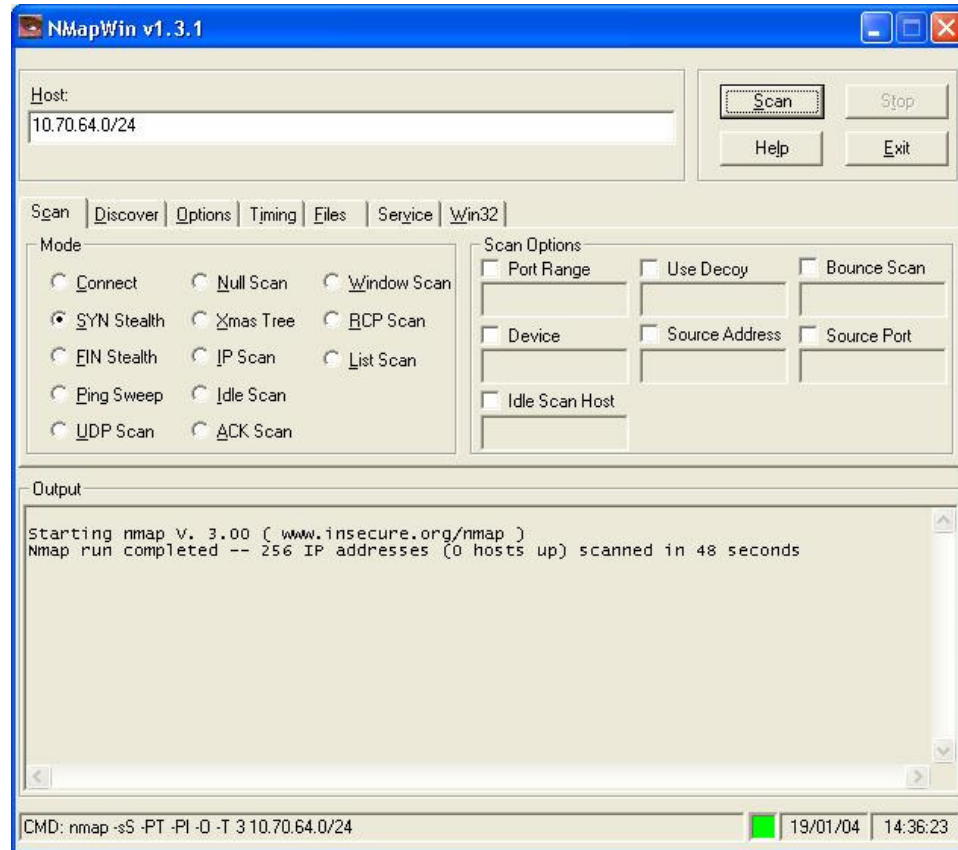 NMapWin v1.3.1
Host:
10.70.64.0/24
Scan
Stop
Help
Exit
Scan Discover Options Timing Files Service Win32
Mode
Connect Null Scan Window Scan
SYN Stealth Xmas Tree RCP Scan
FIN Stealth IP Scan List Scan
Ping Sweep Idle Scan
UDP Scan ACK Scan
Scan Options
Port Range Use Decoy Bounce Scan
Device Source Address Source Port
Idle Scan Host
Output
Starting nmap V. 3.00 ( www.insecure.org/nmap )
Nmap run completed -- 256 IP addresses (0 hosts up) scanned in 48 seconds
CMD: nmap -sS -PT -PI -O -T 3 10.70.64.0/24 19/01/04 14:36:23